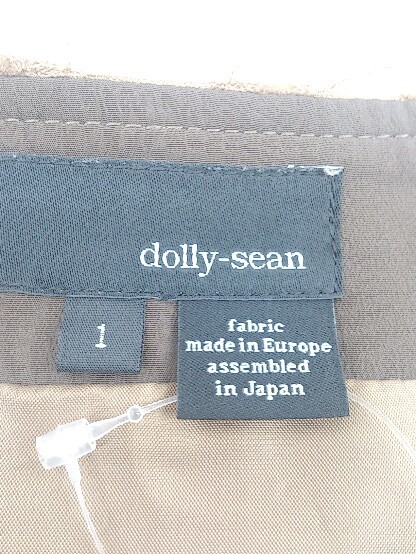 dolly-sean
1
fabric
made in Europe
assembled
in Japan